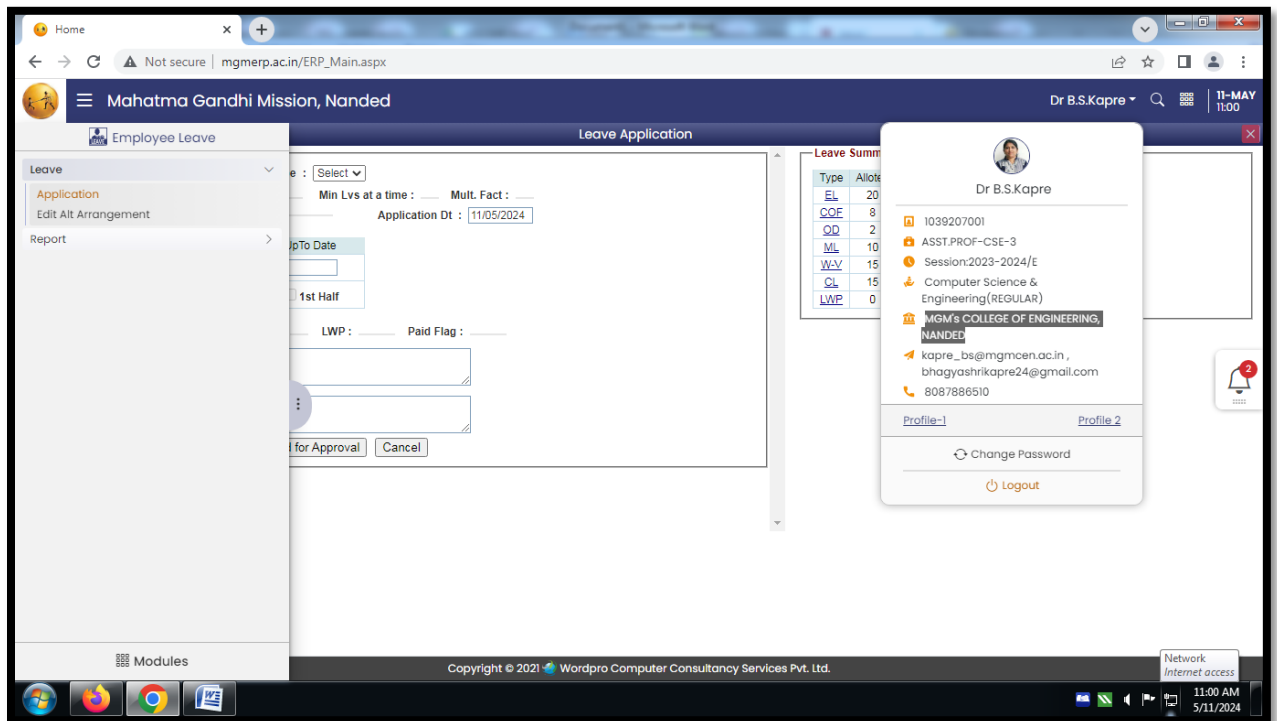 Home
Not secure | mgmerp.ac.in/ERP_Main.aspx
Mahatma Gandhi Mission, Nanded
Dr B.S.Kapre
11-MAY
11:00
Employee Leave
Leave Application
Leave
Application
Edit Alt Arrangement
Report
e : Select
Min Lvs at a time : Mult. Fact :
Application Dt : 11/05/2024
UpTo Date
1st Half
LWP : Paid Flag :
for Approval Cancel
Leave Summ
Type Allote
EL 20
COF 8
OD 2
ML 10
W-V 15
CL 15
LWP 0
Dr B.S.Kapre
1039207001
ASST.PROF-CSE-3
Session:2023-2024/E
Computer Science &
Engineering(REGULAR)
MGM's COLLEGE OF ENGINEERING,
NANDED
kapre_bs@mgmcen.ac.in ,
bhagyashrikapre24@gmail.com
8087886510
Profile-1 Profile 2
Change Password
Logout
2
Modules
Copyright © 2021 Wordpro Computer Consultancy Services Pvt. Ltd.
Network
Internet access
11:00 AM
5/11/2024